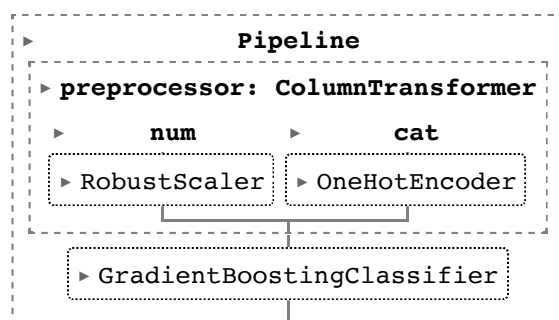 Pipeline
preprocessor: ColumnTransformer
num cat
RobustScaler OneHotEncoder
GradientBoostingClassifier